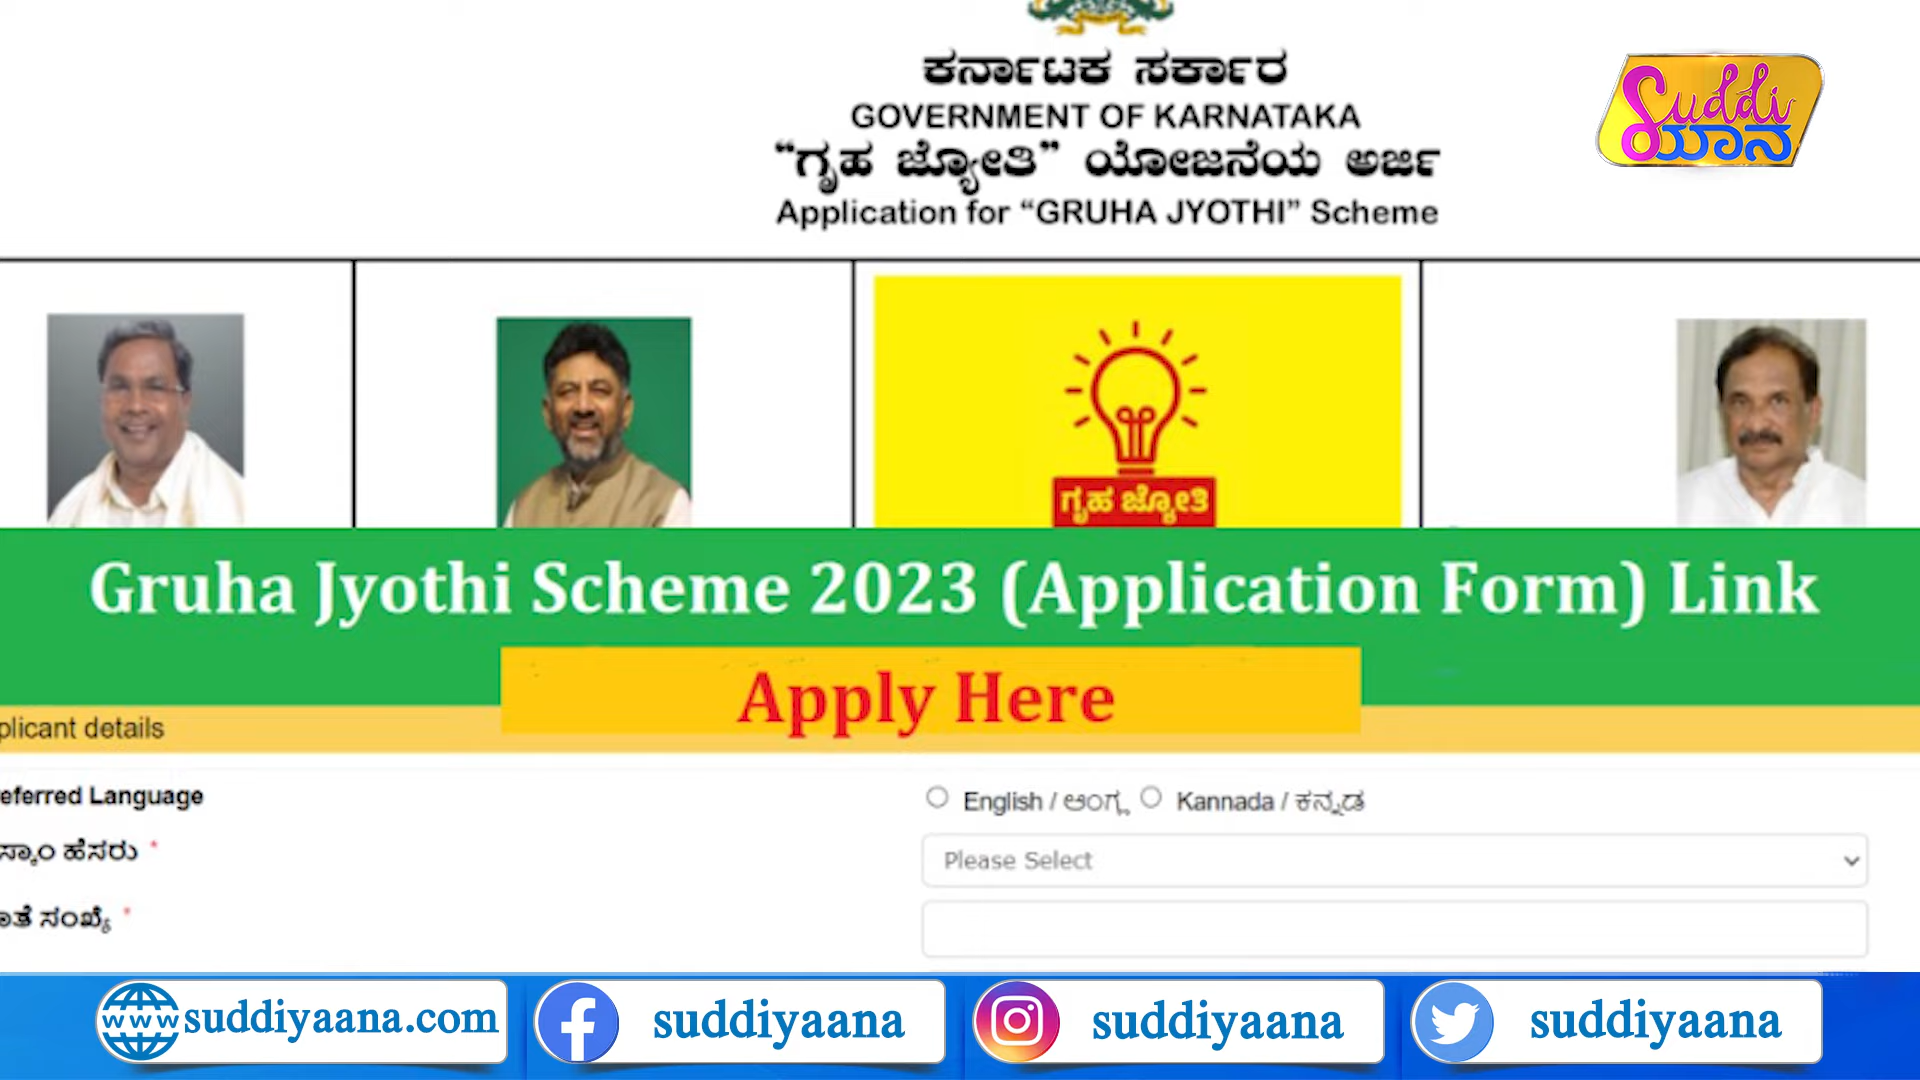 ಕರ್ನಾಟಕ ಸರ್ಕಾರ
GOVERNMENT OF KARNATAKA
“ಗೃಹ ಜ್ಯೋತಿ” ಯೋಜನೆಯ ಅರ್ಜಿ
Application for “GRUHA JYOTHI” Scheme
Suddi
ಯಾನ
ಗೃಹ ಜ್ಯೋತಿ
Gruha Jyothi Scheme 2023 (Application Form) Link
Apply Here
plicant details
eferred Language
English / ಆಂಗ್ಲ Kannada / ಕನ್ನಡ
ಸ್ಕಾಂ ಹೆಸರು *
Please Select
ಾತೆ ಸಂಖ್ಯೆ *
www suddiyaana.com
suddiyaana
suddiyaana
suddiyaana